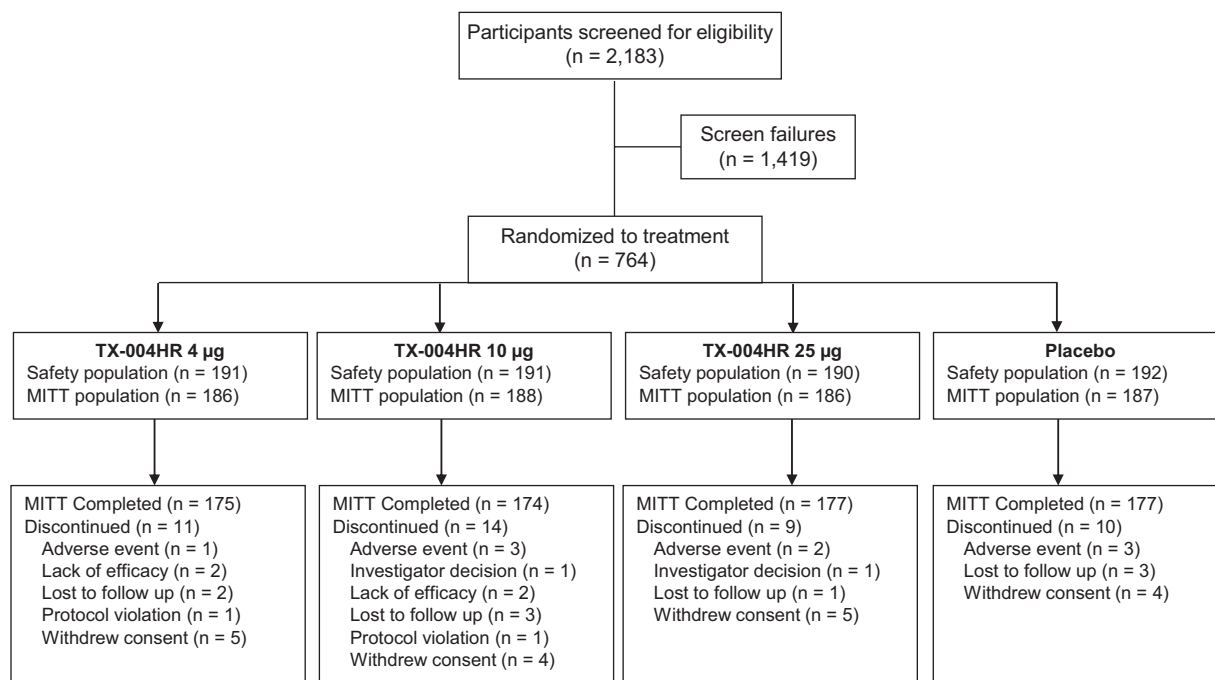 Participants screened for eligibility
(n = 2,183)
Screen failures
(n = 1,419)
Randomized to treatment
(n = 764)
TX-004HR 4 µg
Safety population (n = 191)
MITT population (n = 186)
TX-004HR 10 µg
Safety population (n = 191)
MITT population (n = 188)
TX-004HR 25 µg
Safety population (n = 190)
MITT population (n = 186)
Placebo
Safety population (n = 192)
MITT population (n = 187)
MITT Completed (n = 175)
Discontinued (n = 11)
Adverse event (n = 1)
Lack of efficacy (n = 2)
Lost to follow up (n = 2)
Protocol violation (n = 1)
Withdrew consent (n = 5)
MITT Completed (n = 174)
Discontinued (n = 14)
Adverse event (n = 3)
Investigator decision (n = 1)
Lack of efficacy (n = 2)
Lost to follow up (n = 3)
Protocol violation (n = 1)
Withdrew consent (n = 4)
MITT Completed (n = 177)
Discontinued (n = 9)
Adverse event (n = 2)
Investigator decision (n = 1)
Lost to follow up (n = 1)
Withdrew consent (n = 5)
MITT Completed (n = 177)
Discontinued (n = 10)
Adverse event (n = 3)
Lost to follow up (n = 3)
Withdrew consent (n = 4)